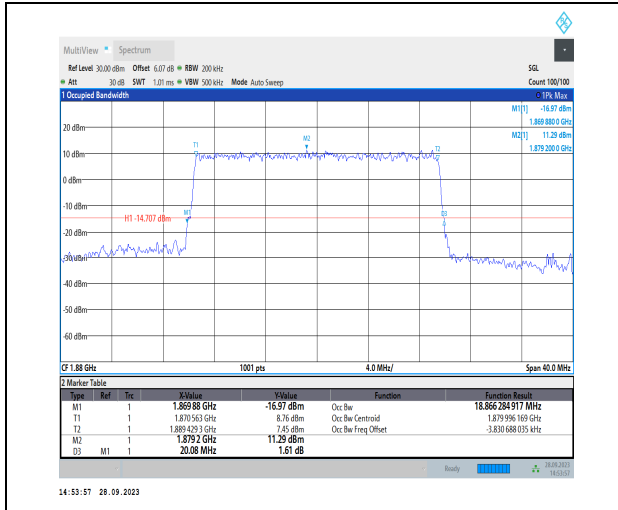 MultiView Spectrum
Ref Level 30.00 dBm Offset 6.07 dB RBW 200 kHz SGL
Att 30 dB SWT 1.01 ms VBW 500 kHz Mode Auto Sweep Count 100/100
1 Occupied Bandwidth 1Pk Max
M1[1] -16.97 dBm
1.869 880 0 GHz
M2[1] 11.29 dBm
1.879 200 0 GHz
20 dBm
M2
T1 T2
10 dBm
0 dBm
-10 dBm
M1 D3
H1 -14.707 dBm
-20 dBm
-30 dBm
-40 dBm
-50 dBm
-60 dBm
CF 1.88 GHz 1001 pts 4.0 MHz/ Span 40.0 MHz
2 Marker Table
Type Ref Trc X-Value Y-Value Function Function Result
M1 1 1.869 88 GHz -16.97 dBm Occ Bw 18.866 284 917 MHz
T1 1 1.870 563 GHz 8.76 dBm Occ Bw Centroid 1.879 996 169 GHz
T2 1 1.889 429 3 GHz 7.45 dBm Occ Bw Freq Offset -3.830 688 035 kHz
M2 1 1.879 2 GHz 11.29 dBm
D3 M1 1 20.08 MHz 1.61 dB
Ready 28.09.2023
14:53:57
14:53:57 28.09.2023